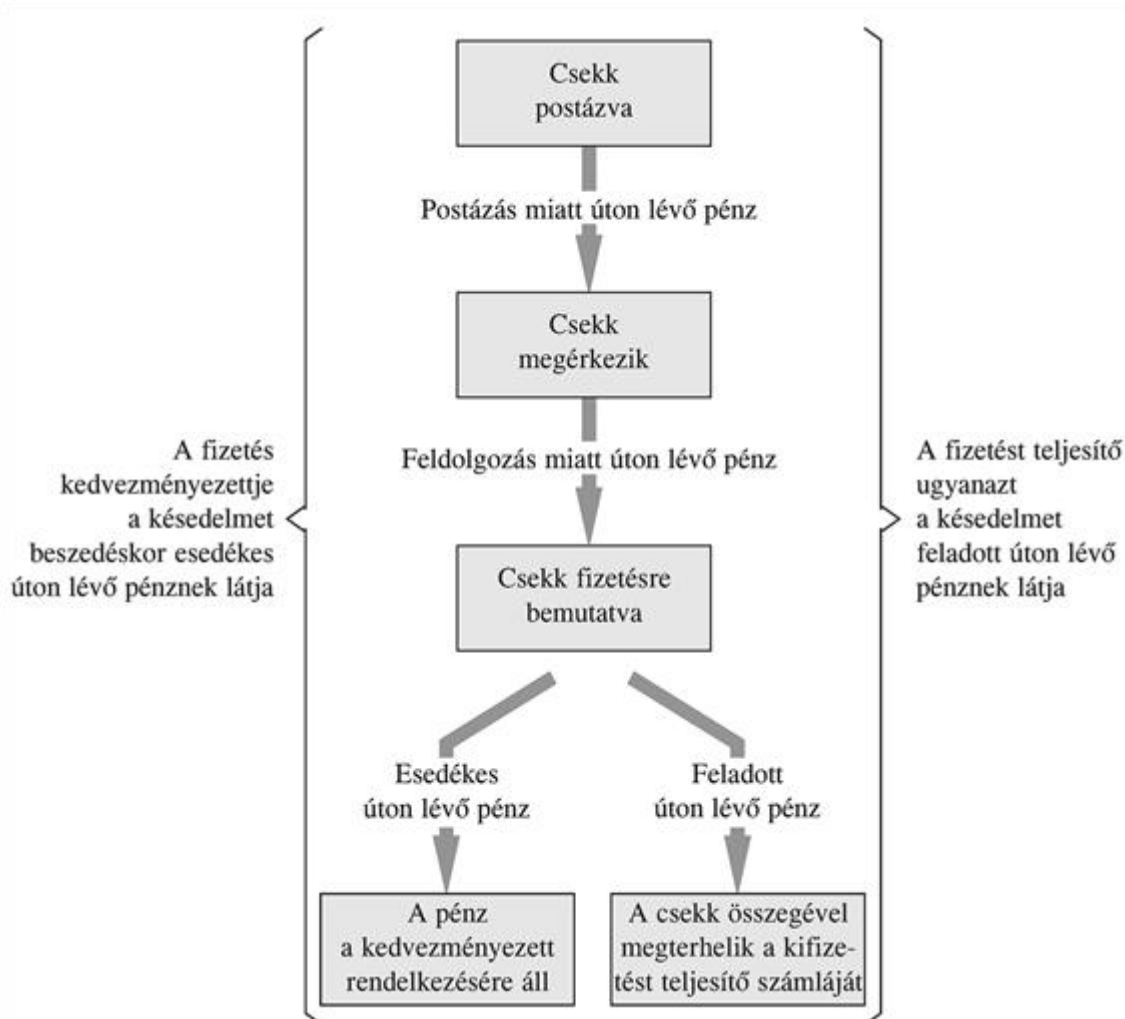 Csekk
postázva
Postázás miatt úton lévő pénz
Csekk
megérkezik
Feldolgozás miatt úton lévő pénz
A fizetés
kedvezményezettje
a késedelmet
beszedéskor esedékes
úton lévő pénznek látja
A fizetést teljesítő
ugyanazt
a késedelmet
feladott úton lévő
pénznek látja
Csekk fizetésre
bemutatva
Esedékes
úton lévő pénz
Feladott
úton lévő pénz
A pénz
a kedvezményezett
rendelkezésére áll
A csekk összegével
megterhelik a kifize-
tést teljesítő számláját